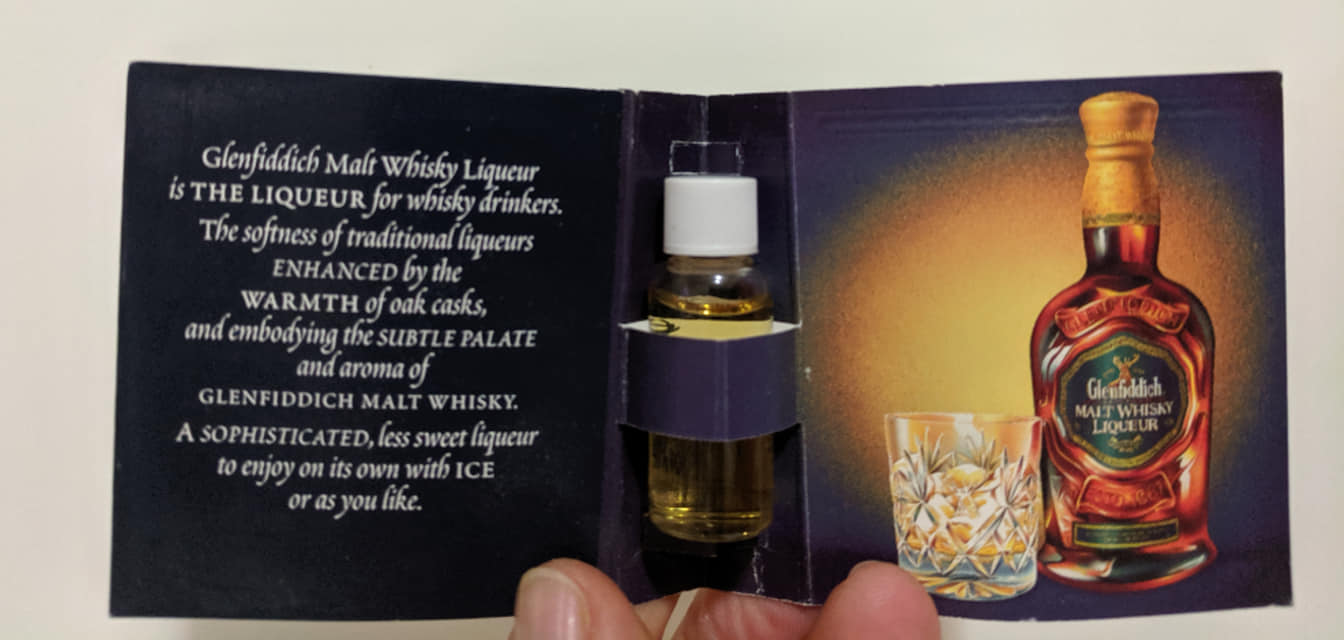 Glenfiddich Malt Whisky Liqueur
is THE LIQUEUR for whisky drinkers.
The softness of traditional liqueurs
ENHANCED by the
WARMTH of oak casks,
and embodying the SUBTLE PALATE
and aroma of
GLENFIDDICH MALT WHISKY.
A SOPHISTICATED, less sweet liqueur
to enjoy on its own with ICE
or as you like.
Glenfiddich
MALT WHISKY
LIQUEUR